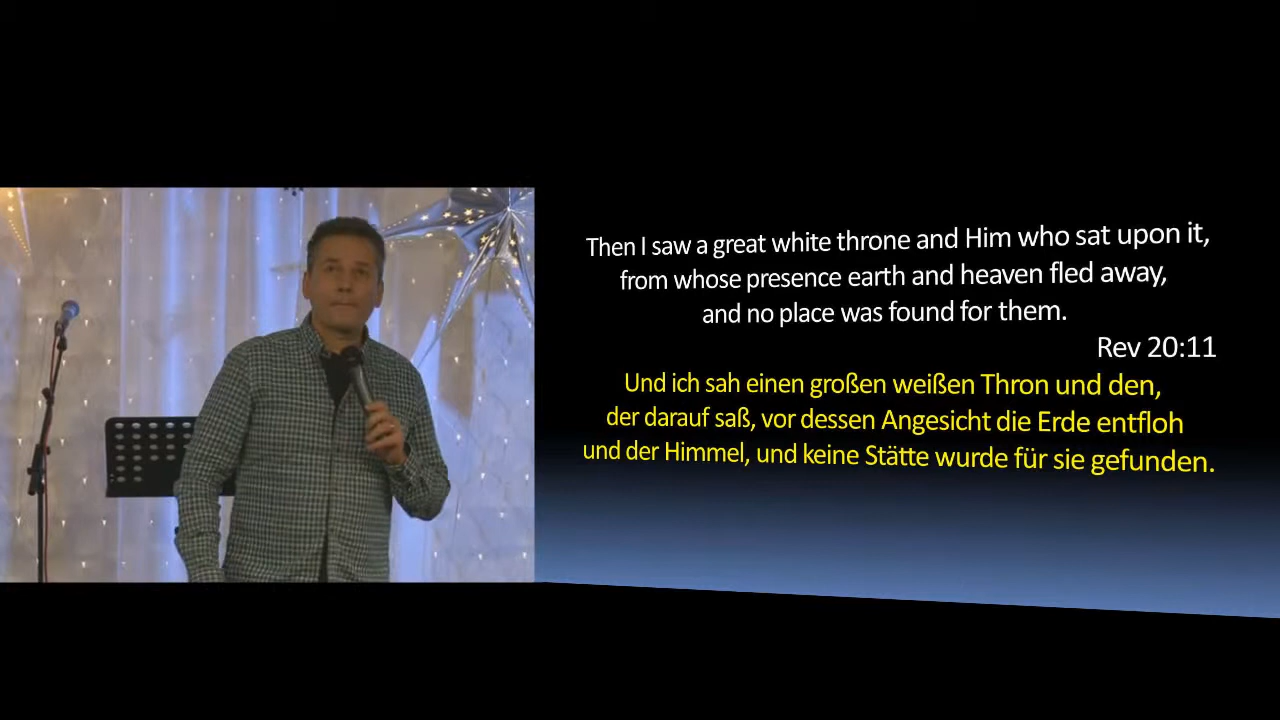 Then I saw a great white throne and Him who sat upon it,
from whose presence earth and heaven fled away,
and no place was found for them.
Rev 20:11
Und ich sah einen großen weißen Thron und den,
der darauf saß, vor dessen Angesicht die Erde entfloh
und der Himmel, und keine Stätte wurde für sie gefunden.